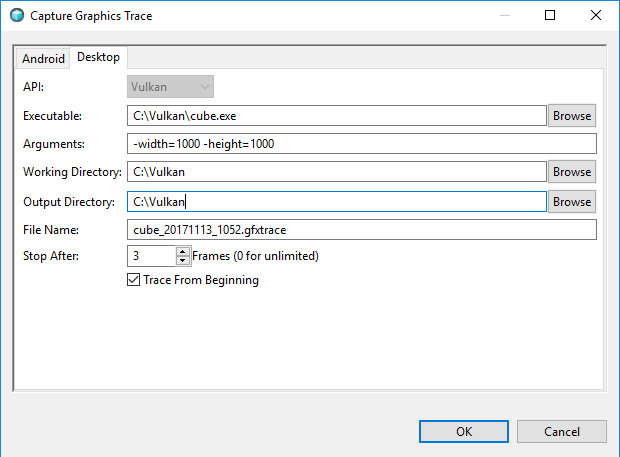 Capture Graphics Trace
Android Desktop
API: Vulkan
Executable: C:\Vulkan\cube.exe Browse
Arguments: -width=1000 -height=1000
Working Directory: C:\Vulkan Browse
Output Directory: C:\Vulkan Browse
File Name: cube_20171113_1052.gfxtrace
Stop After: 3 Frames (0 for unlimited)
Trace From Beginning
OK Cancel